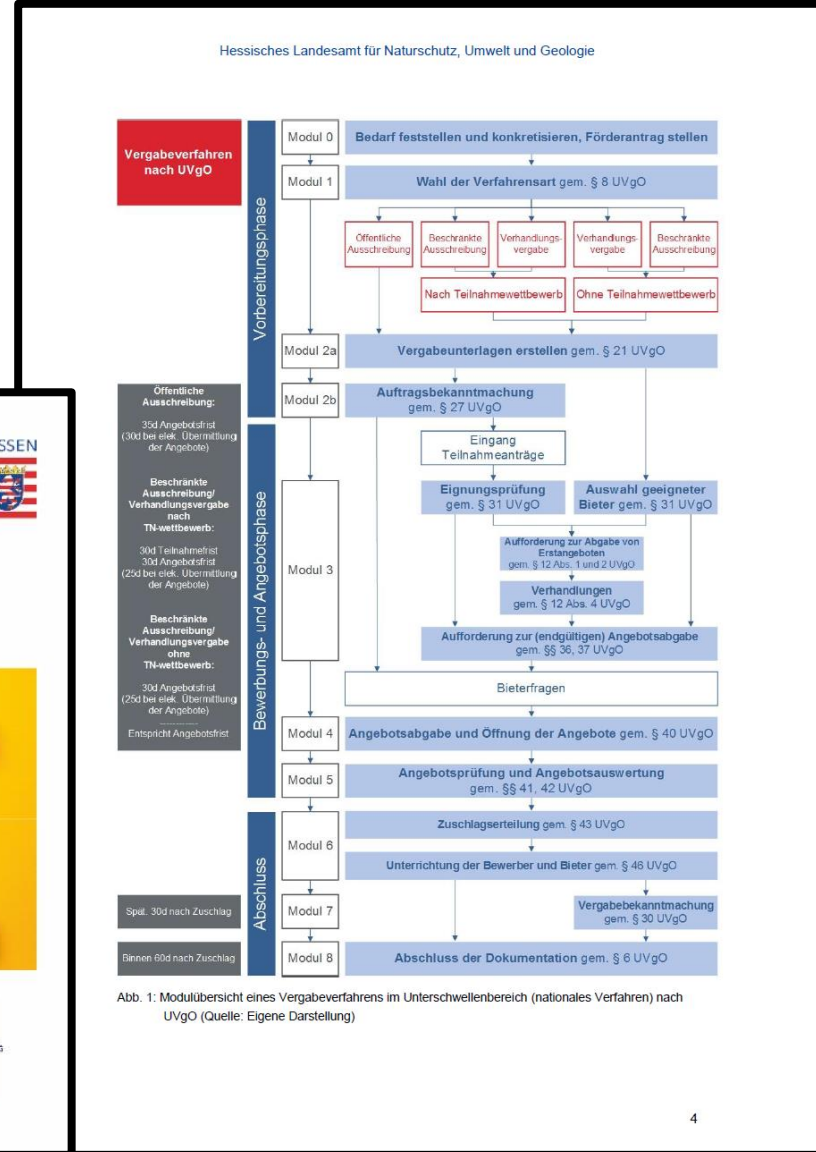 Hessisches Landesamt für Naturschutz, Umwelt und Geologie
Vergabeverfahren
nach UVgO
Vorbereitungsphase
Modul 0
Bedarf feststellen und konkretisieren, Förderantrag stellen
Modul 1
Wahl der Verfahrensart gem. § 8 UVgO
Öffentliche
Ausschreibung
Beschränkte
Ausschreibung
Verhandlungs-
vergabe
Verhandlungs-
vergabe
Beschränkte
Ausschreibung
Nach Teilnahmewettbewerb
Ohne Teilnahmewettbewerb
Modul 2a
Vergabeunterlagen erstellen gem. § 21 UVgO
Modul 2b
Auftragsbekanntmachung
gem. § 27 UVgO
Öffentliche
Ausschreibung:
35d Angebotsfrist
(30d bei elek. Übermittlung
der Angebote)
Beschränkte
Ausschreibung/
Verhandlungsvergabe
nach
TN-wettbewerb:
30d Teilnahmefrist
30d Angebotsfrist
(25d bei elek. Übermittlung
der Angebote)
Beschränkte
Ausschreibung/
Verhandlungsvergabe
ohne
TN-wettbewerb:
30d Angebotsfrist
(25d bei elek. Übermittlung
der Angebote)
Entspricht Angebotsfrist
Bewerbungs- und Angebotsphase
Eingang
Teilnahmeanträge
Modul 3
Eignungsprüfung
gem. § 31 UVgO
Auswahl geeigneter
Bieter gem. § 31 UVgO
Aufforderung zur Abgabe von
Erstangeboten
gem. § 12 Abs. 1 und 2 UVgO
Verhandlungen
gem. § 12 Abs. 4 UVgO
Aufforderung zur (endgültigen) Angebotsabgabe
gem. §§ 36, 37 UVgO
Bieterfragen
Modul 4
Angebotsabgabe und Öffnung der Angebote gem. § 40 UVgO
Modul 5
Angebotsprüfung und Angebotsauswertung
gem. §§ 41, 42 UVgO
Abschluss
Modul 6
Zuschlagserteilung gem. § 43 UVgO
Unterrichtung der Bewerber und Bieter gem. § 46 UVgO
Spät. 30d nach Zuschlag
Modul 7
Vergabebekanntmachung
gem. § 30 UVgO
Binnen 60d nach Zuschlag
Modul 8
Abschluss der Dokumentation gem. § 6 UVgO
Abb. 1: Modulübersicht eines Vergabeverfahrens im Unterschwellenbereich (nationales Verfahren) nach
UVgO (Quelle: Eigene Darstellung)
4
SSEN